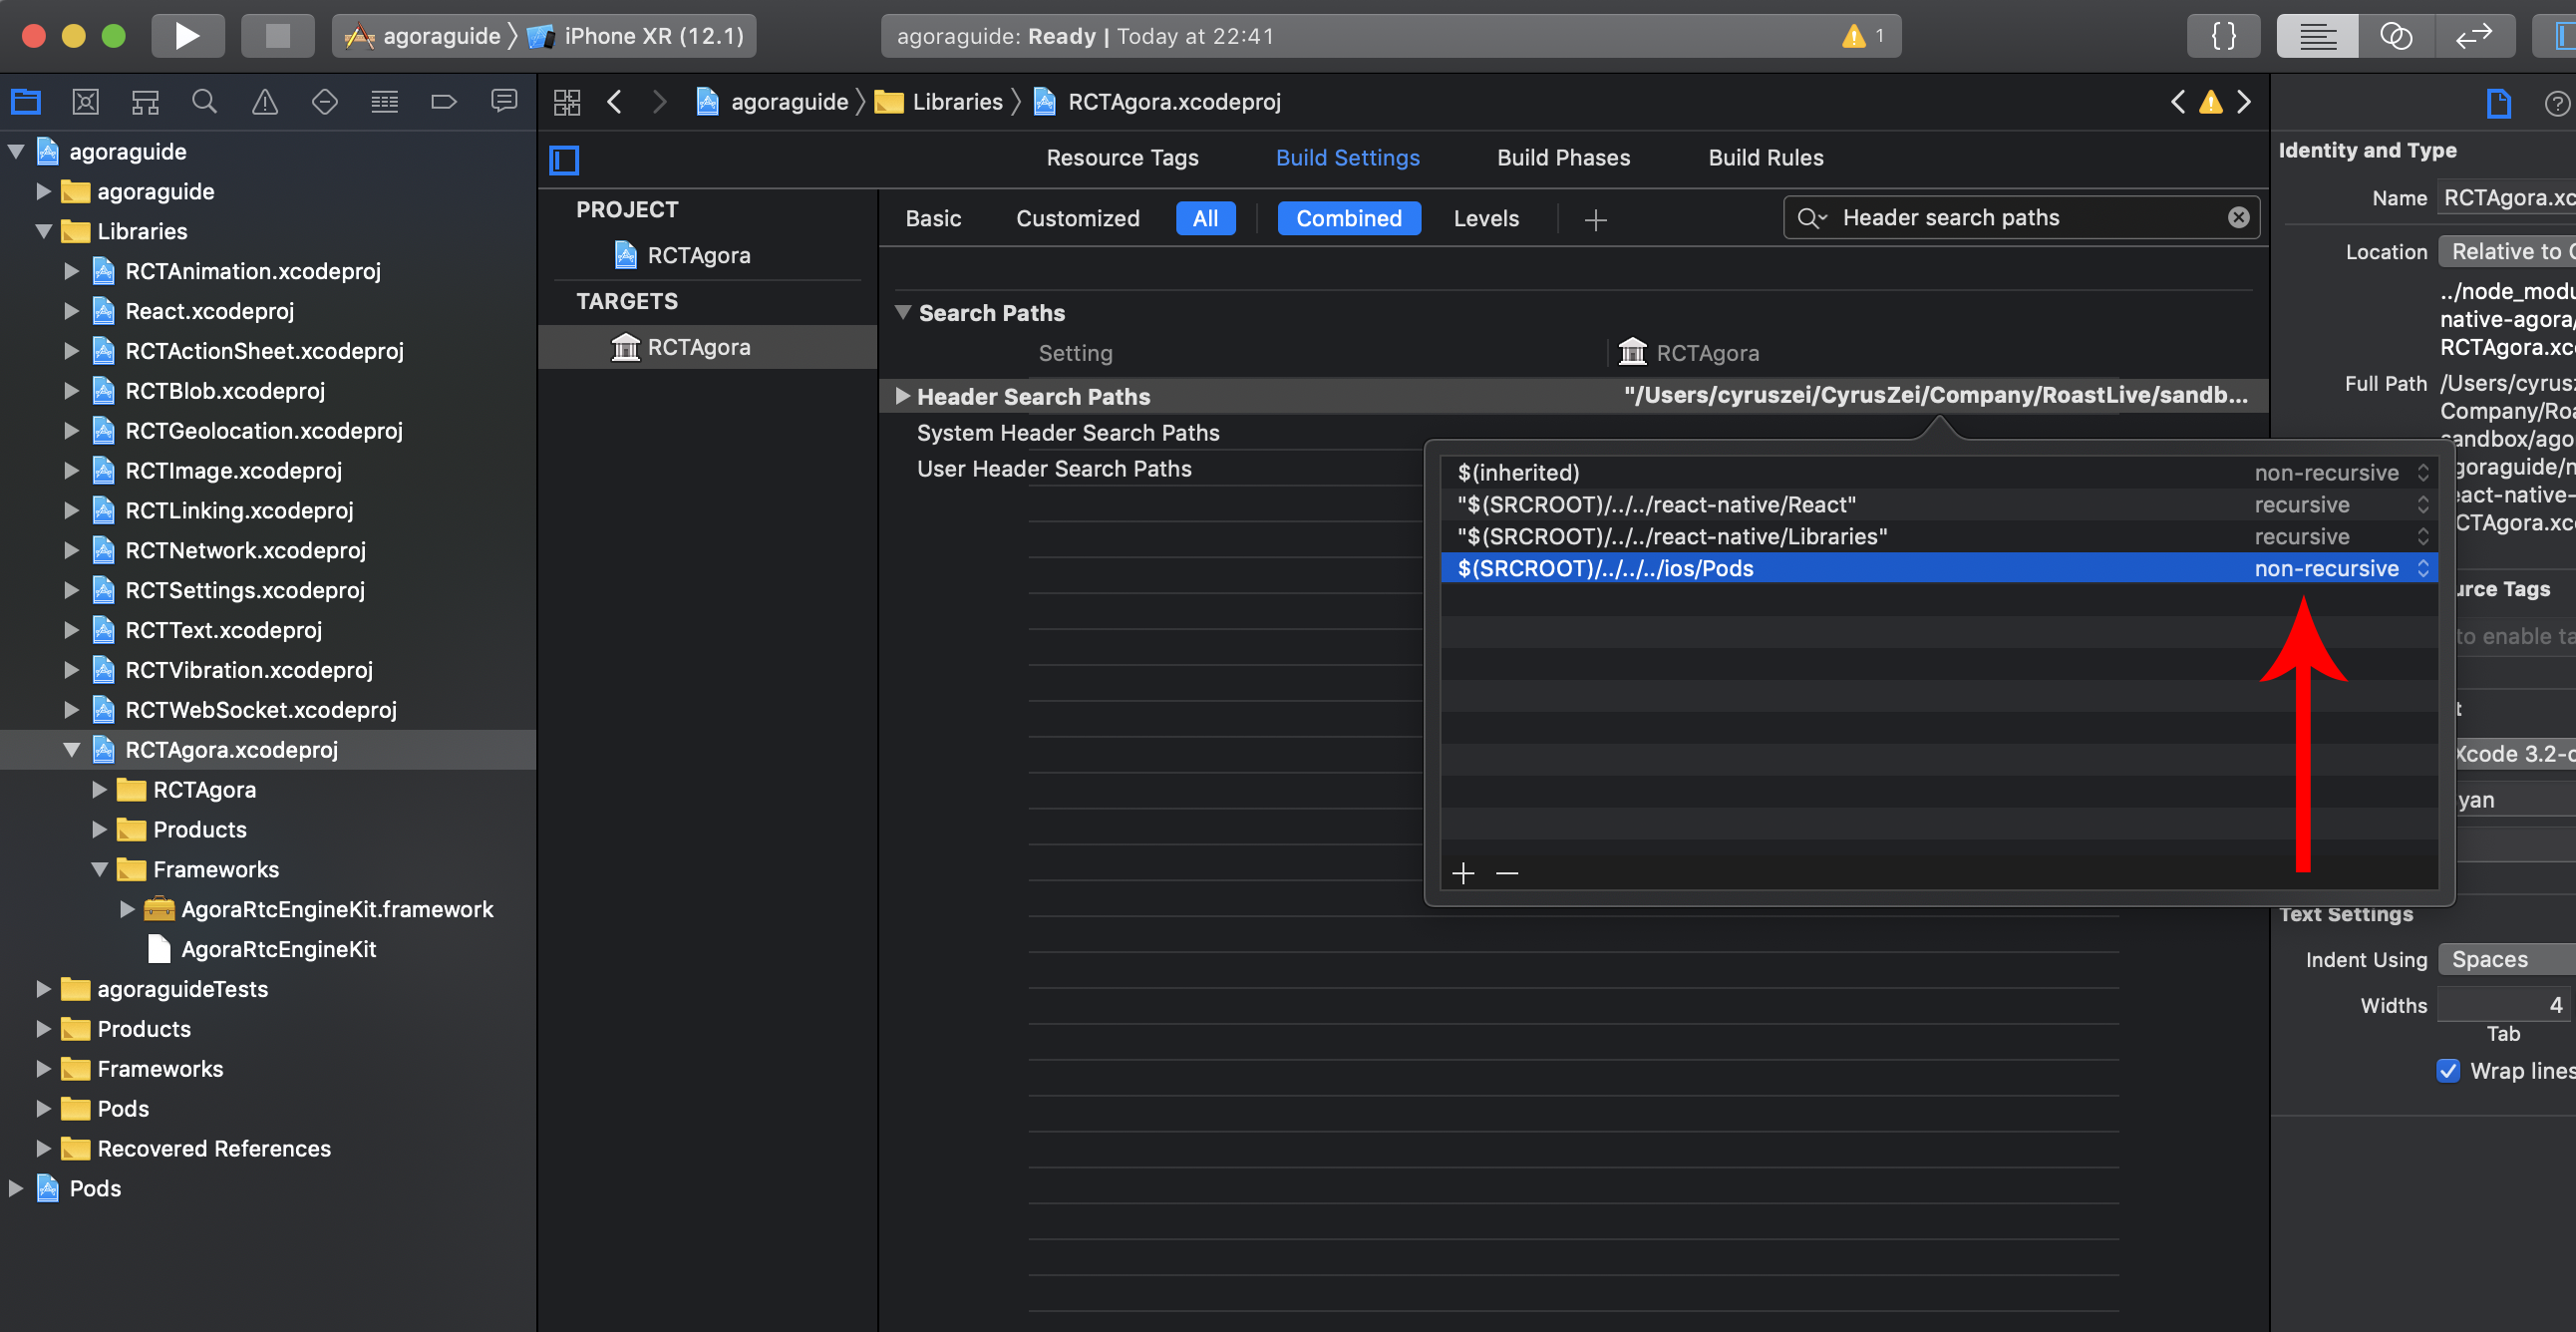 agoraguide
iPhone XR (12.1)
agoraguide: Ready | Today at 22:41
1
{ }
agoraguide
Libraries
RCTAgora.xcodeproj
agoraguide
agoraguide
Libraries
RCTAnimation.xcodeproj
React.xcodeproj
RCTActionSheet.xcodeproj
RCTBlob.xcodeproj
RCTGeolocation.xcodeproj
RCTImage.xcodeproj
RCTLinking.xcodeproj
RCTNetwork.xcodeproj
RCTSettings.xcodeproj
RCTText.xcodeproj
RCTVibration.xcodeproj
RCTWebSocket.xcodeproj
RCTAgora.xcodeproj
RCTAgora
Products
Frameworks
AgoraRtcEngineKit.framework
AgoraRtcEngineKit
agoraguideTests
Products
Frameworks
Pods
Recovered References
Pods
Resource Tags
Build Settings
Build Phases
Build Rules
PROJECT
RCTAgora
TARGETS
RCTAgora
Basic
Customized
All
Combined
Levels
Header search paths
Search Paths
Setting
RCTAgora
Header Search Paths
"/Users/cyruszei/CyrusZei/Company/RoastLive/sandb...
System Header Search Paths
User Header Search Paths
$(inherited) non-recursive
"$(SRCROOT)/../../react-native/React" recursive
"$(SRCROOT)/../../react-native/Libraries" recursive
$(SRCROOT)/../../../ios/Pods non-recursive
Identity and Type
Name RCTAgora.xc
Location Relative to
../node_modu
native-agora/
RCTAgora.xc
Full Path /Users/cyrus
Company/Roa
sandbox/ago
goraguide/n
eact-native-
CTAgora.xc
urce Tags
to enable ta
t
Xcode 3.2-c
yan
Text Settings
Indent Using Spaces
Widths 4
Tab
Wrap lines